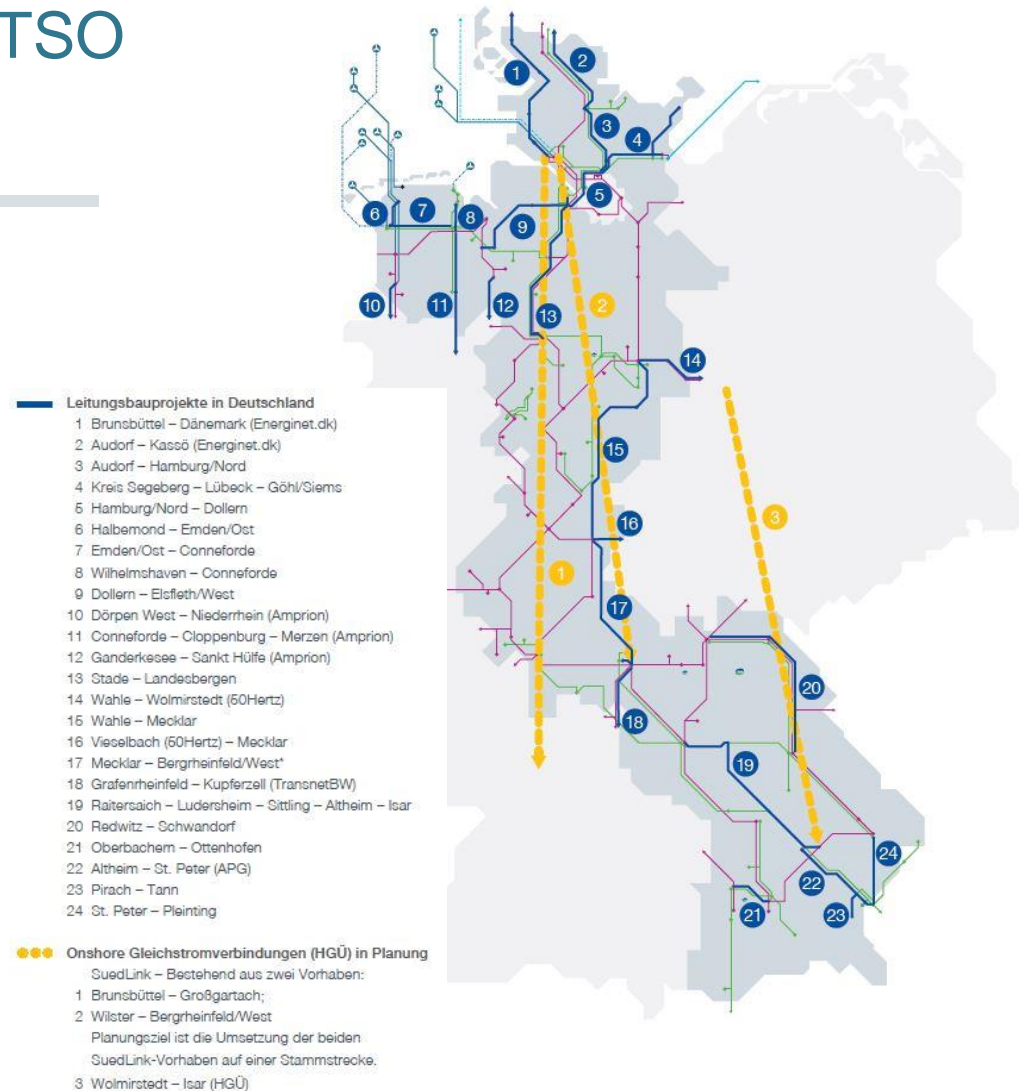 TSO
Leitungsbauprojekte in Deutschland
1 Brunsbüttel – Dänemark (Energinet.dk)
2 Audorf – Kassö (Energinet.dk)
3 Audorf – Hamburg/Nord
4 Kreis Segeberg – Lübeck – Göhl/Siems
5 Hamburg/Nord – Dollern
6 Halbemond – Emden/Ost
7 Emden/Ost – Conneforde
8 Wilhelmshaven – Conneforde
9 Dollern – Elsfleth/West
10 Dörpen West – Niederrhein (Amprion)
11 Conneforde – Cloppenburg – Merzen (Amprion)
12 Ganderkesee – Sankt Hülfe (Amprion)
13 Stade – Landesbergen
14 Wahle – Wolmirstedt (50Hertz)
15 Wahle – Mecklar
16 Vieselbach (50Hertz) – Mecklar
17 Mecklar – Bergrheinfeld/West*
18 Grafenrheinfeld – Kupferzell (TransnetBW)
19 Raitersaich – Ludersheim – Sittling – Altheim – Isar
20 Redwitz – Schwandorf
21 Oberbachern – Ottenhofen
22 Altheim – St. Peter (APG)
23 Pirach – Tann
24 St. Peter – Pleinting
Onshore Gleichstromverbindungen (HGÜ) in Planung
SuedLink – Bestehend aus zwei Vorhaben:
1 Brunsbüttel – Großgartach;
2 Wilster – Bergrheinfeld/West
Planungsziel ist die Umsetzung der beiden
SuedLink-Vorhaben auf einer Stammstrecke.
3 Wolmirstedt – Isar (HGÜ)
1
2
3
4
5
6
7
8
9
10
11
12
13
2
14
15
16
3
1
17
18
20
19
24
22
21
23